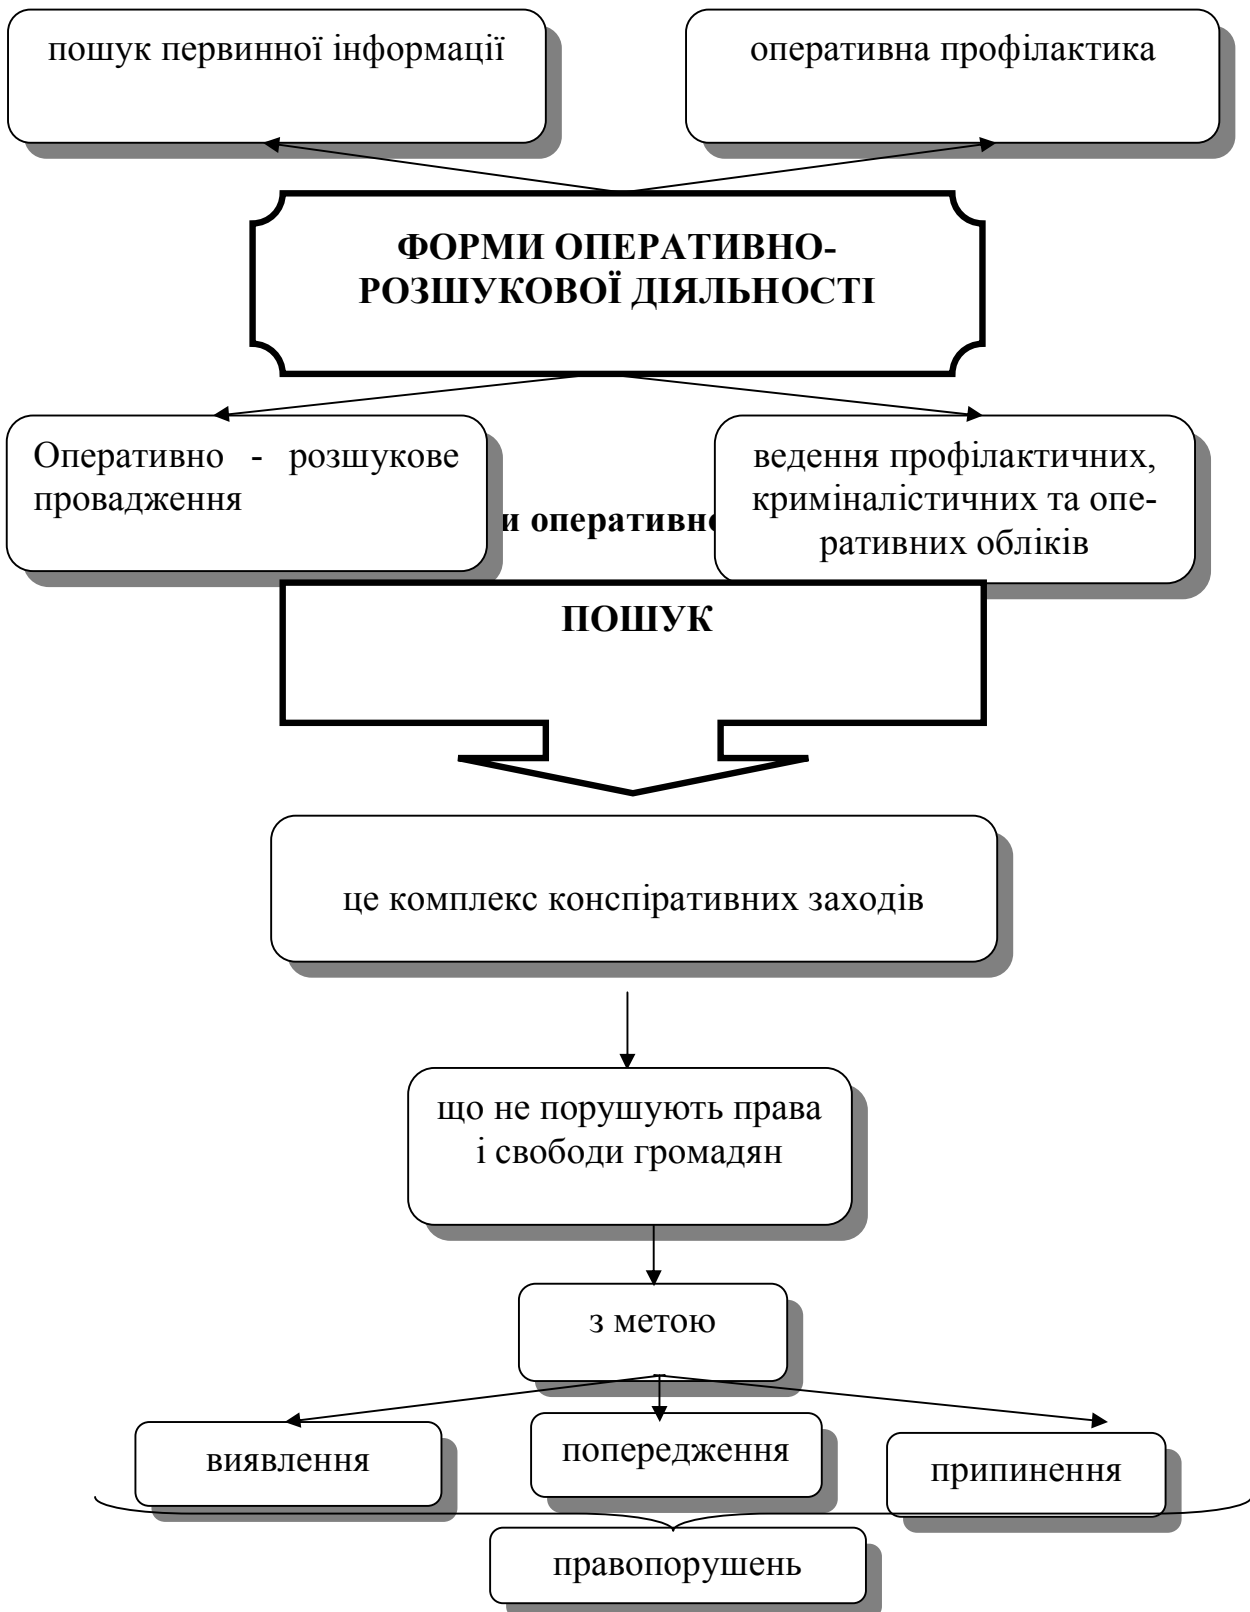 пошук первинної інформації
оперативна профілактика
ФОРМИ ОПЕРАТИВНО-
РОЗШУКОВОЇ ДІЯЛЬНОСТІ
Оперативно - розшукове
провадження
ведення профілактичних,
криміналістичних та опе-
ративних обліків
и оперативно
ПОШУК
це комплекс конспіративних заходів
що не порушують права
і свободи громадян
з метою
виявлення
попередження
припинення
правопорушень